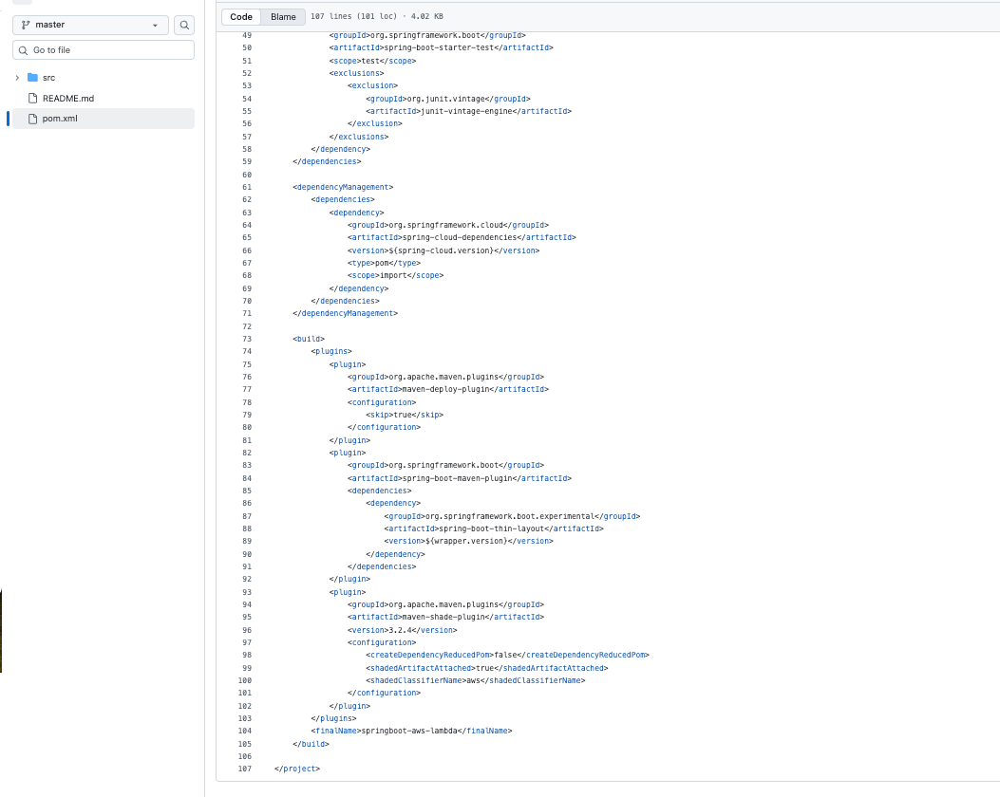 master
Go to file
src
README.md
pom.xml
Code Blame 107 lines (101 loc) · 4.02 KB
49 <groupId>org.springframework.boot</groupId>
50 <artifactId>spring-boot-starter-test</artifactId>
51 <scope>test</scope>
52 <exclusions>
53 <exclusion>
54 <groupId>org.junit.vintage</groupId>
55 <artifactId>junit-vintage-engine</artifactId>
56 </exclusion>
57 </exclusions>
58 </dependency>
59 </dependencies>
60
61 <dependencyManagement>
62 <dependencies>
63 <dependency>
64 <groupId>org.springframework.cloud</groupId>
65 <artifactId>spring-cloud-dependencies</artifactId>
66 <version>${spring-cloud.version}</version>
67 <type>pom</type>
68 <scope>import</scope>
69 </dependency>
70 </dependencies>
71 </dependencyManagement>
72
73 <build>
74 <plugins>
75 <plugin>
76 <groupId>org.apache.maven.plugins</groupId>
77 <artifactId>maven-deploy-plugin</artifactId>
78 <configuration>
79 <skip>true</skip>
80 </configuration>
81 </plugin>
82 <plugin>
83 <groupId>org.springframework.boot</groupId>
84 <artifactId>spring-boot-maven-plugin</artifactId>
85 <dependencies>
86 <dependency>
87 <groupId>org.springframework.boot.experimental</groupId>
88 <artifactId>spring-boot-thin-layout</artifactId>
89 <version>${wrapper.version}</version>
90 </dependency>
91 </dependencies>
92 </plugin>
93 <plugin>
94 <groupId>org.apache.maven.plugins</groupId>
95 <artifactId>maven-shade-plugin</artifactId>
96 <version>3.2.4</version>
97 <configuration>
98 <createDependencyReducedPom>false</createDependencyReducedPom>
99 <shadedArtifactAttached>true</shadedArtifactAttached>
100 <shadedClassifierName>aws</shadedClassifierName>
101 </configuration>
102 </plugin>
103 </plugins>
104 <finalName>springboot-aws-lambda</finalName>
105 </build>
106
107 </project>